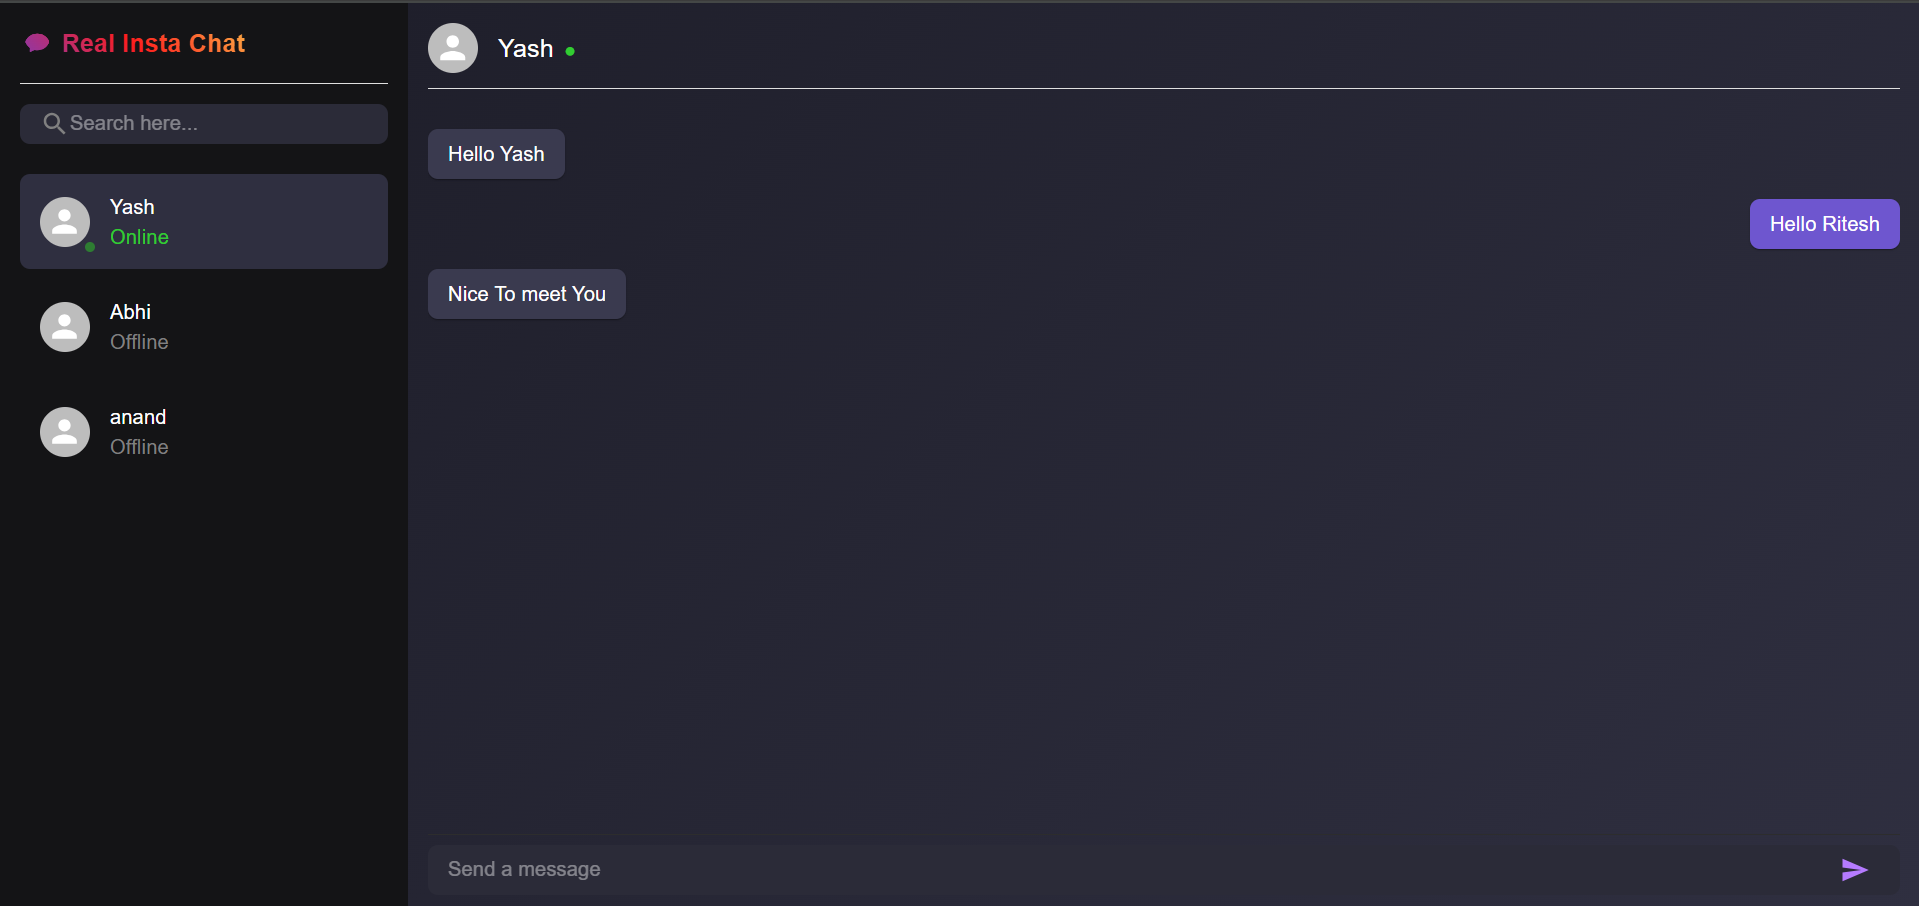 Real Insta Chat
Search here...
Yash
Online
Abhi
Offline
anand
Offline
Yash
Hello Yash
Hello Ritesh
Nice To meet You
Send a message